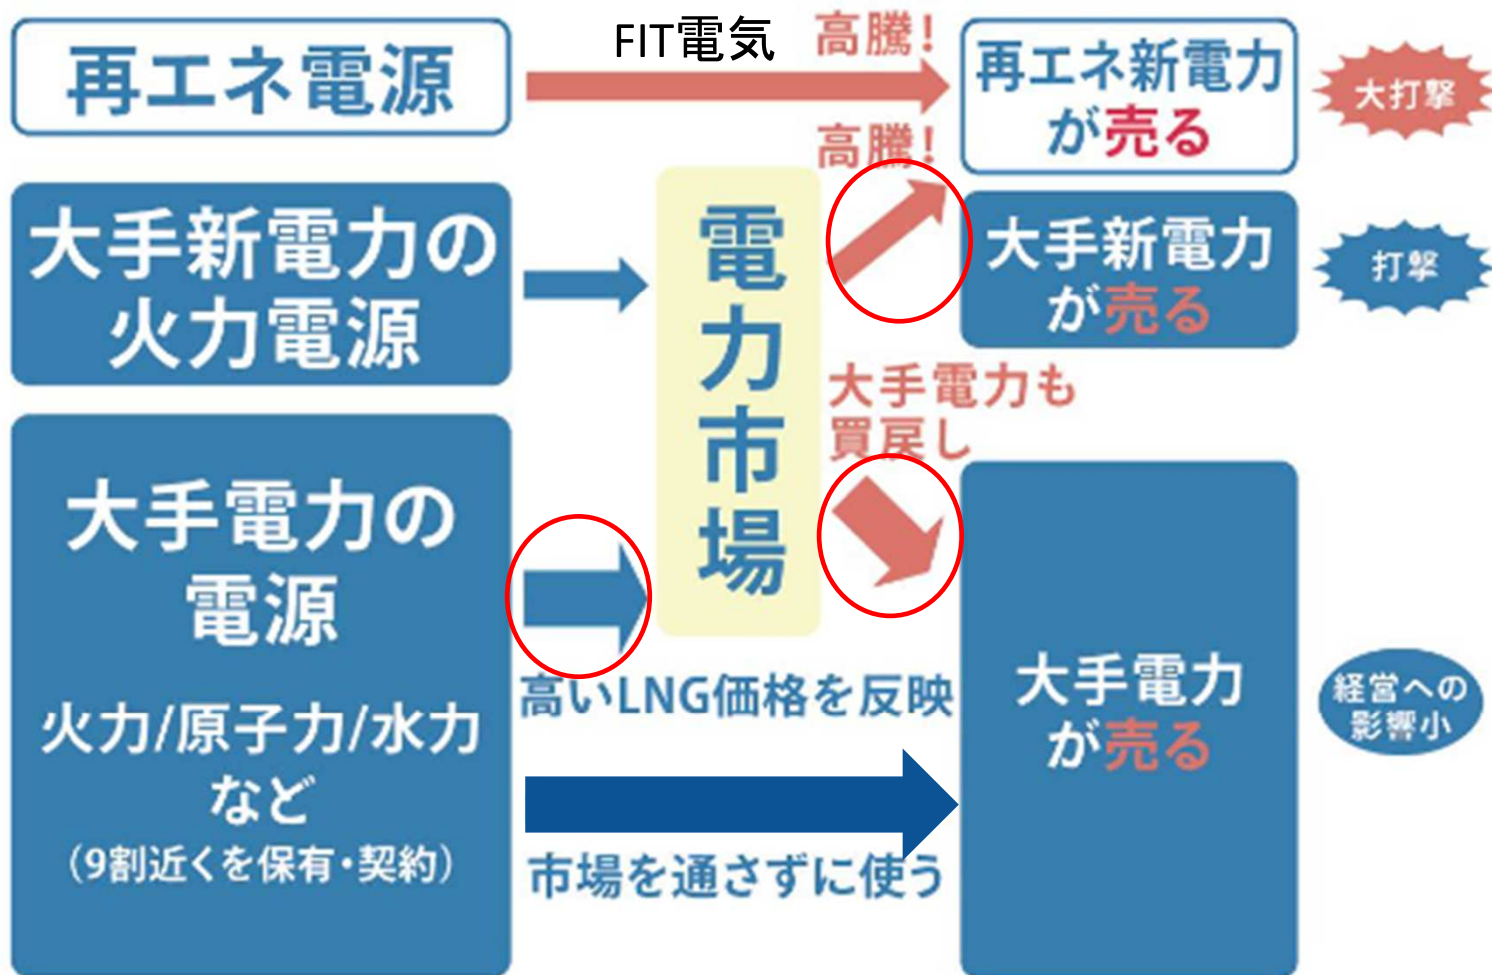 FIT電気
高騰!
再エネ電源
再エネ新電力
が売る
大打撃
高騰!
大手新電力の
火力電源
電力市場
大手新電力
が売る
打撃
大手電力も
買戻し
大手電力の
電源
火力/原子力/水力
など
(9割近くを保有・契約)
高いLNG価格を反映
市場を通さずに使う
大手電力
が売る
経営への
影響小